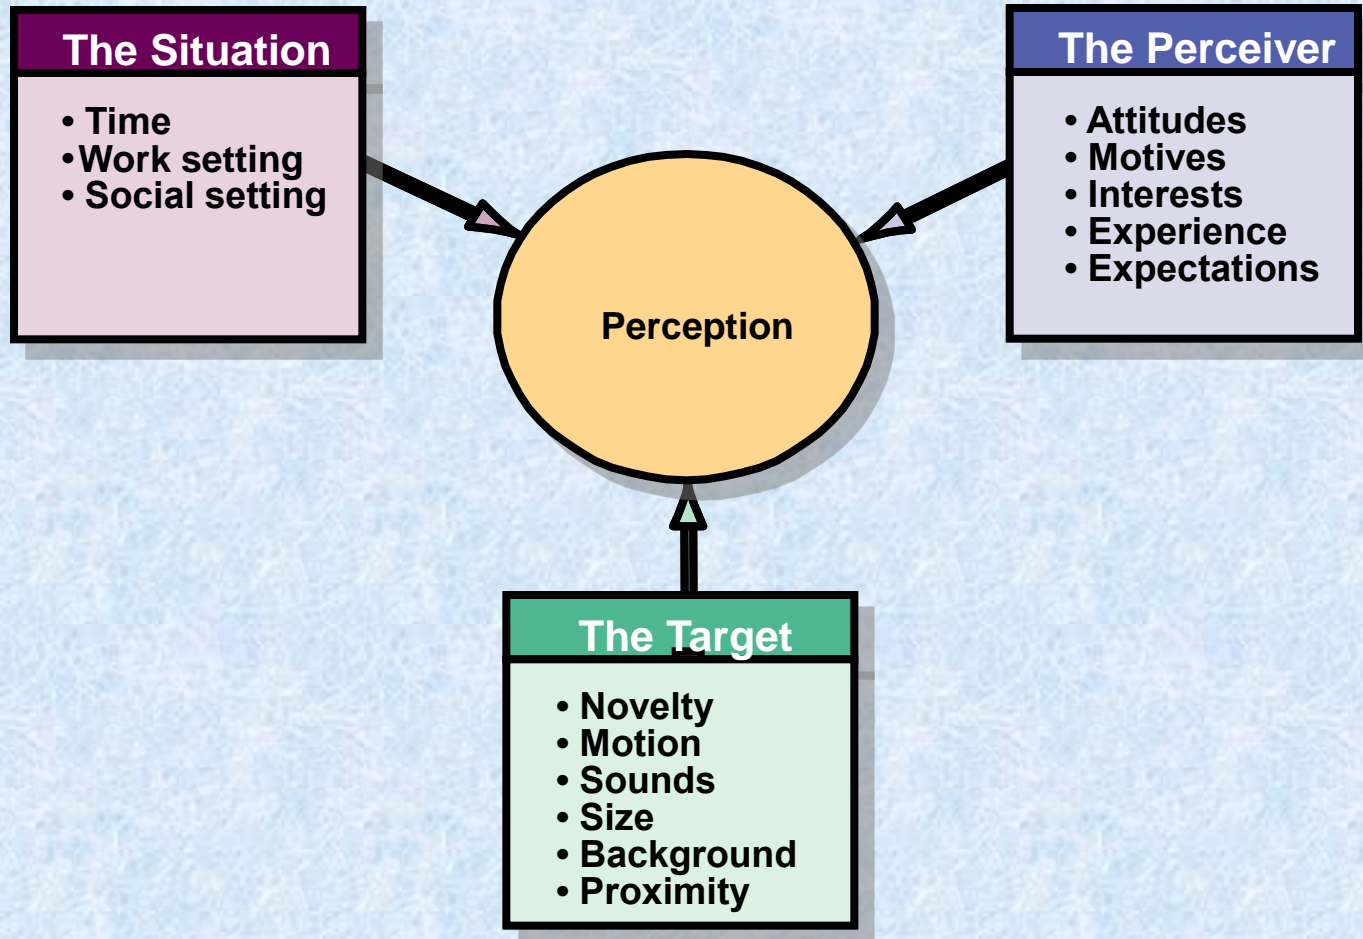 The Situation
• Time
• Work setting
• Social setting
The Perceiver
• Attitudes
• Motives
• Interests
• Experience
• Expectations
Perception
The Target
• Novelty
• Motion
• Sounds
• Size
• Background
• Proximity